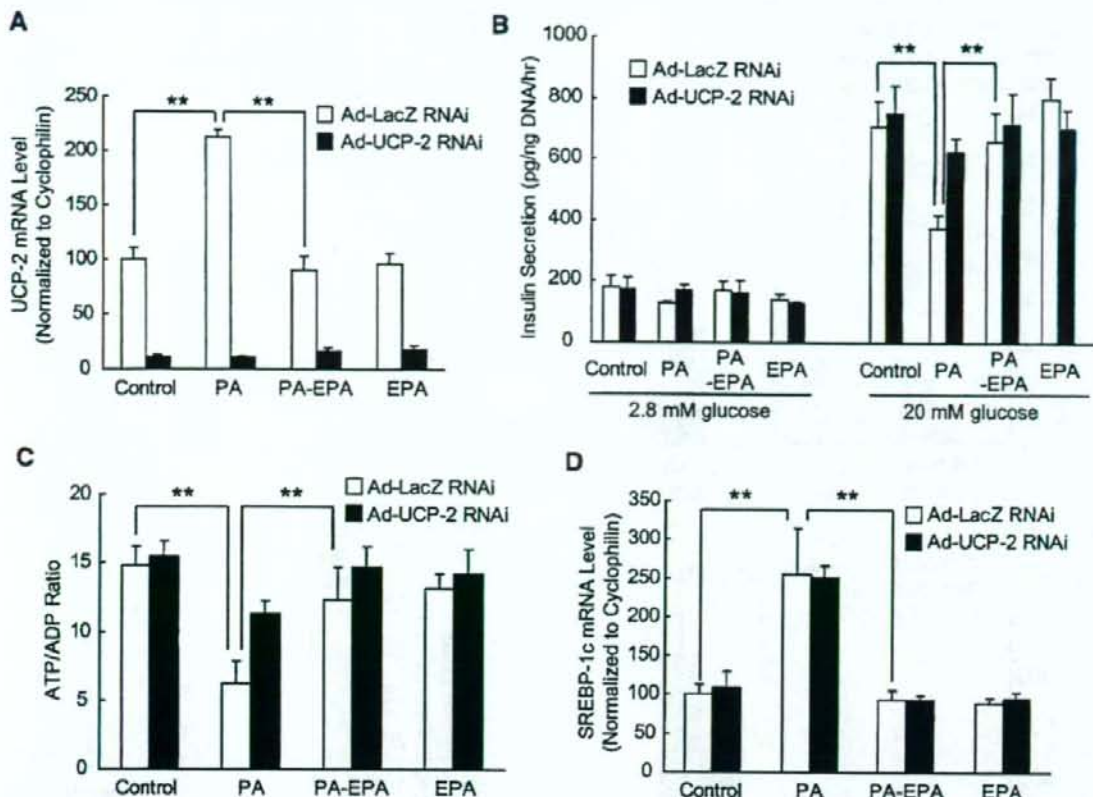 A
UCP-2 mRNA Level
(Normalized to Cyclophilin)
250
200
150
100
50
0
**
**
Ad-LacZ RNAi
Ad-UCP-2 RNAi
Control PA PA-EPA EPA
B
Insulin Secretion (pg/ng DNA/hr)
1000
800
600
400
200
0
Ad-LacZ RNAi
Ad-UCP-2 RNAi
**
**
Control PA PA
-EPA EPA
2.8 mM glucose
Control PA PA
-EPA EPA
20 mM glucose
C
ATP/ADP Ratio
20
15
10
5
0
**
**
Ad-LacZ RNAi
Ad-UCP-2 RNAi
Control PA PA-EPA EPA
D
SREBP-1c mRNA Level
(Normalized to Cyclophilin)
350
300
250
200
150
100
50
0
**
**
Ad-LacZ RNAi
Ad-UCP-2 RNAi
Control PA PA-EPA EPA